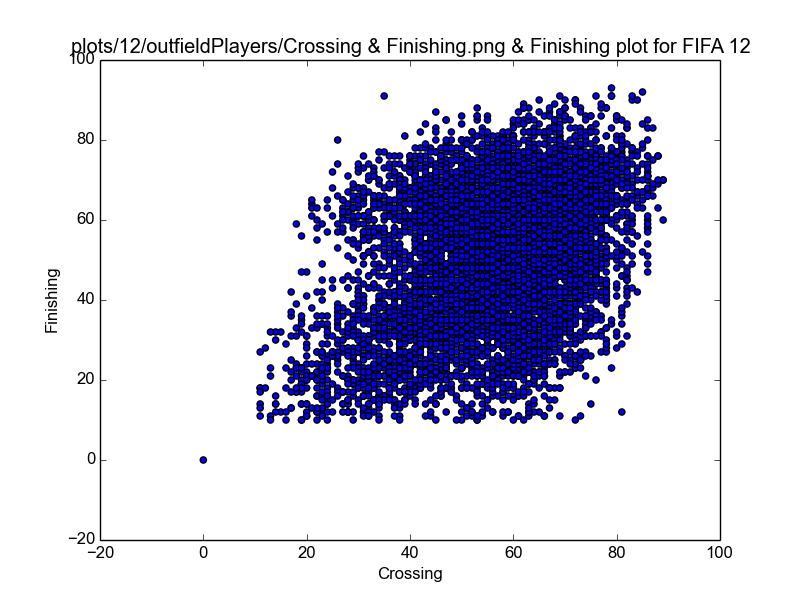 plots/12/outfieldPlayers/Crossing & Finishing.png & Finishing plot for FIFA 12
100
80
60
40
20
0
−20
Finishing
−20 0 20 40 60 80 100
Crossing